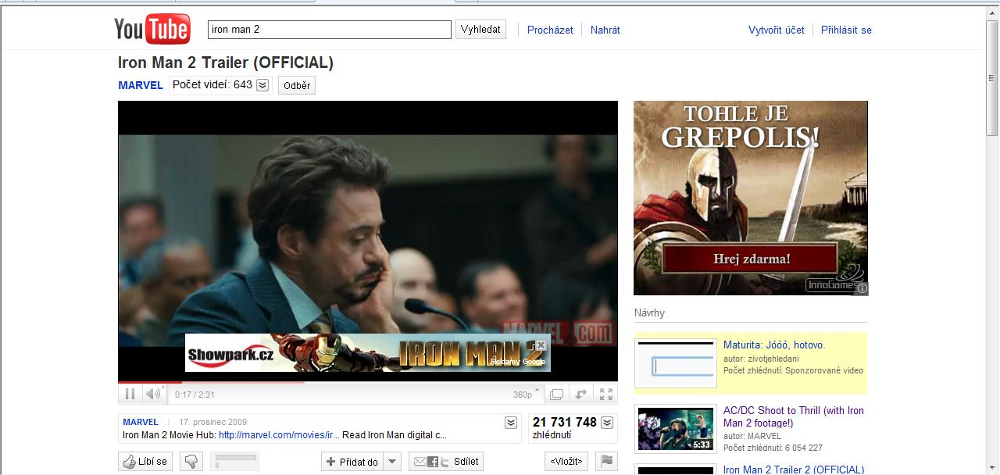 YouTube
iron man 2
Vyhledat
Procházet
Nahrát
Vytvořit účet
Přihlásit se
Iron Man 2 Trailer (OFFICIAL)
MARVEL
Počet videí: 643
Odběr
MARVEL.com
Showpark.cz
IRON MAN 2
Reklamy Google
0:17 / 2:31
360p
MARVEL | 17. prosinec 2009
Iron Man 2 Movie Hub: http://marvel.com/movies/ir... Read Iron Man digital c...
21 731 748
zhlédnutí
Líbí se
Přidat do
Sdílet
<Vložit>
TOHLE JE
GREPOLIS!
Hrej zdarma!
InnoGames
Návrhy
Maturita: Jóóó, hotovo.
autor: zivotjehledani
Počet zhlédnutí: Sponzorované video
5:33
AC/DC Shoot to Thrill (with Iron
Man 2 footage!)
autor: MARVEL
Počet zhlédnutí: 6 054 227
Iron Man 2 Trailer 2 (OFFICIAL)